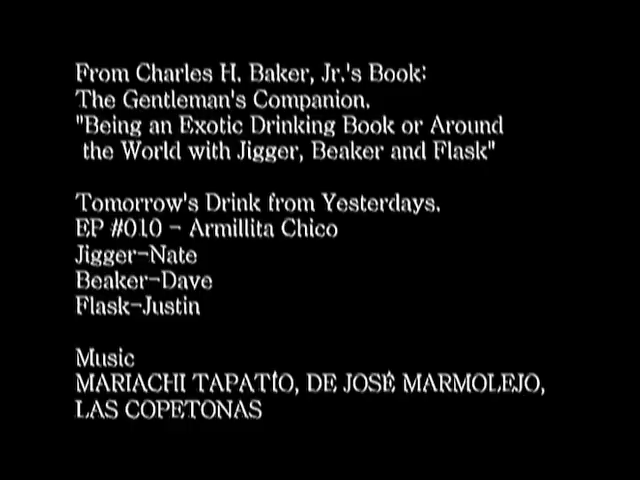 From Charles H. Baker, Jr.'s Book:
The Gentleman's Companion.
"Being an Exotic Drinking Book or Around
the World with Jigger, Beaker and Flask"
Tomorrow's Drink from Yesterdays.
EP #010 - Armillita Chico
Jigger-Nate
Beaker-Dave
Flask-Justin
Music
MARIACHI TAPATÍO, DE JOSÉ MARMOLEJO,
LAS COPETONAS